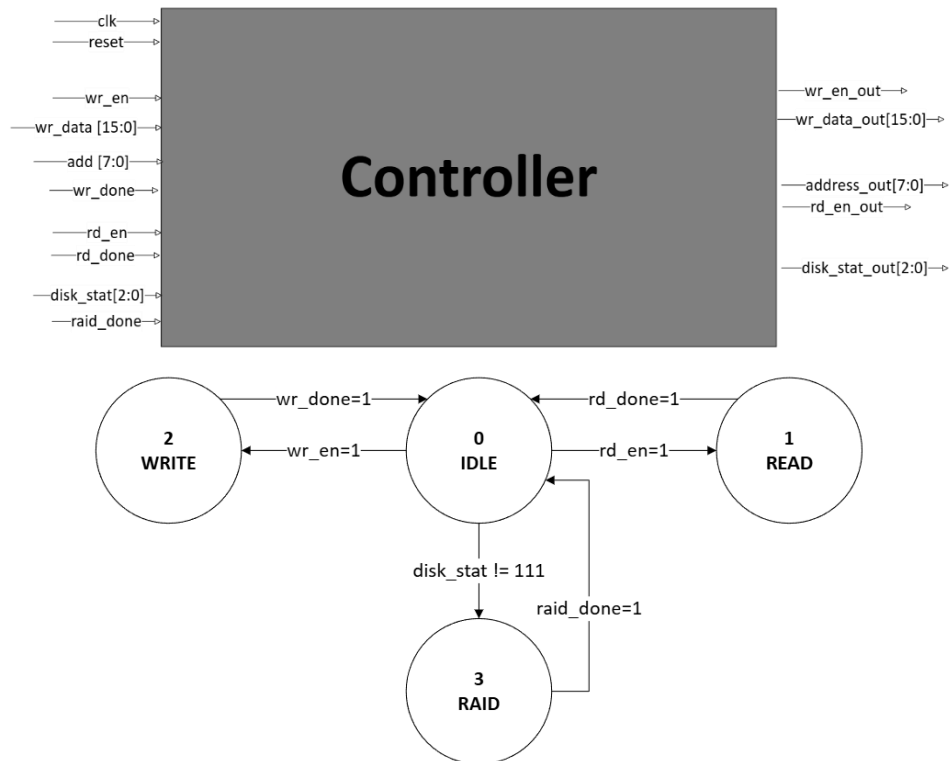 clk
reset
wr_en
wr_data [15:0]
add [7:0]
wr_done
rd_en
rd_done
disk_stat[2:0]
raid_done
Controller
wr_en_out
wr_data_out[15:0]
address_out[7:0]
rd_en_out
disk_stat_out[2:0]
2
WRITE
wr_done=1
wr_en=1
0
IDLE
rd_done=1
rd_en=1
1
READ
disk_stat != 111
raid_done=1
3
RAID